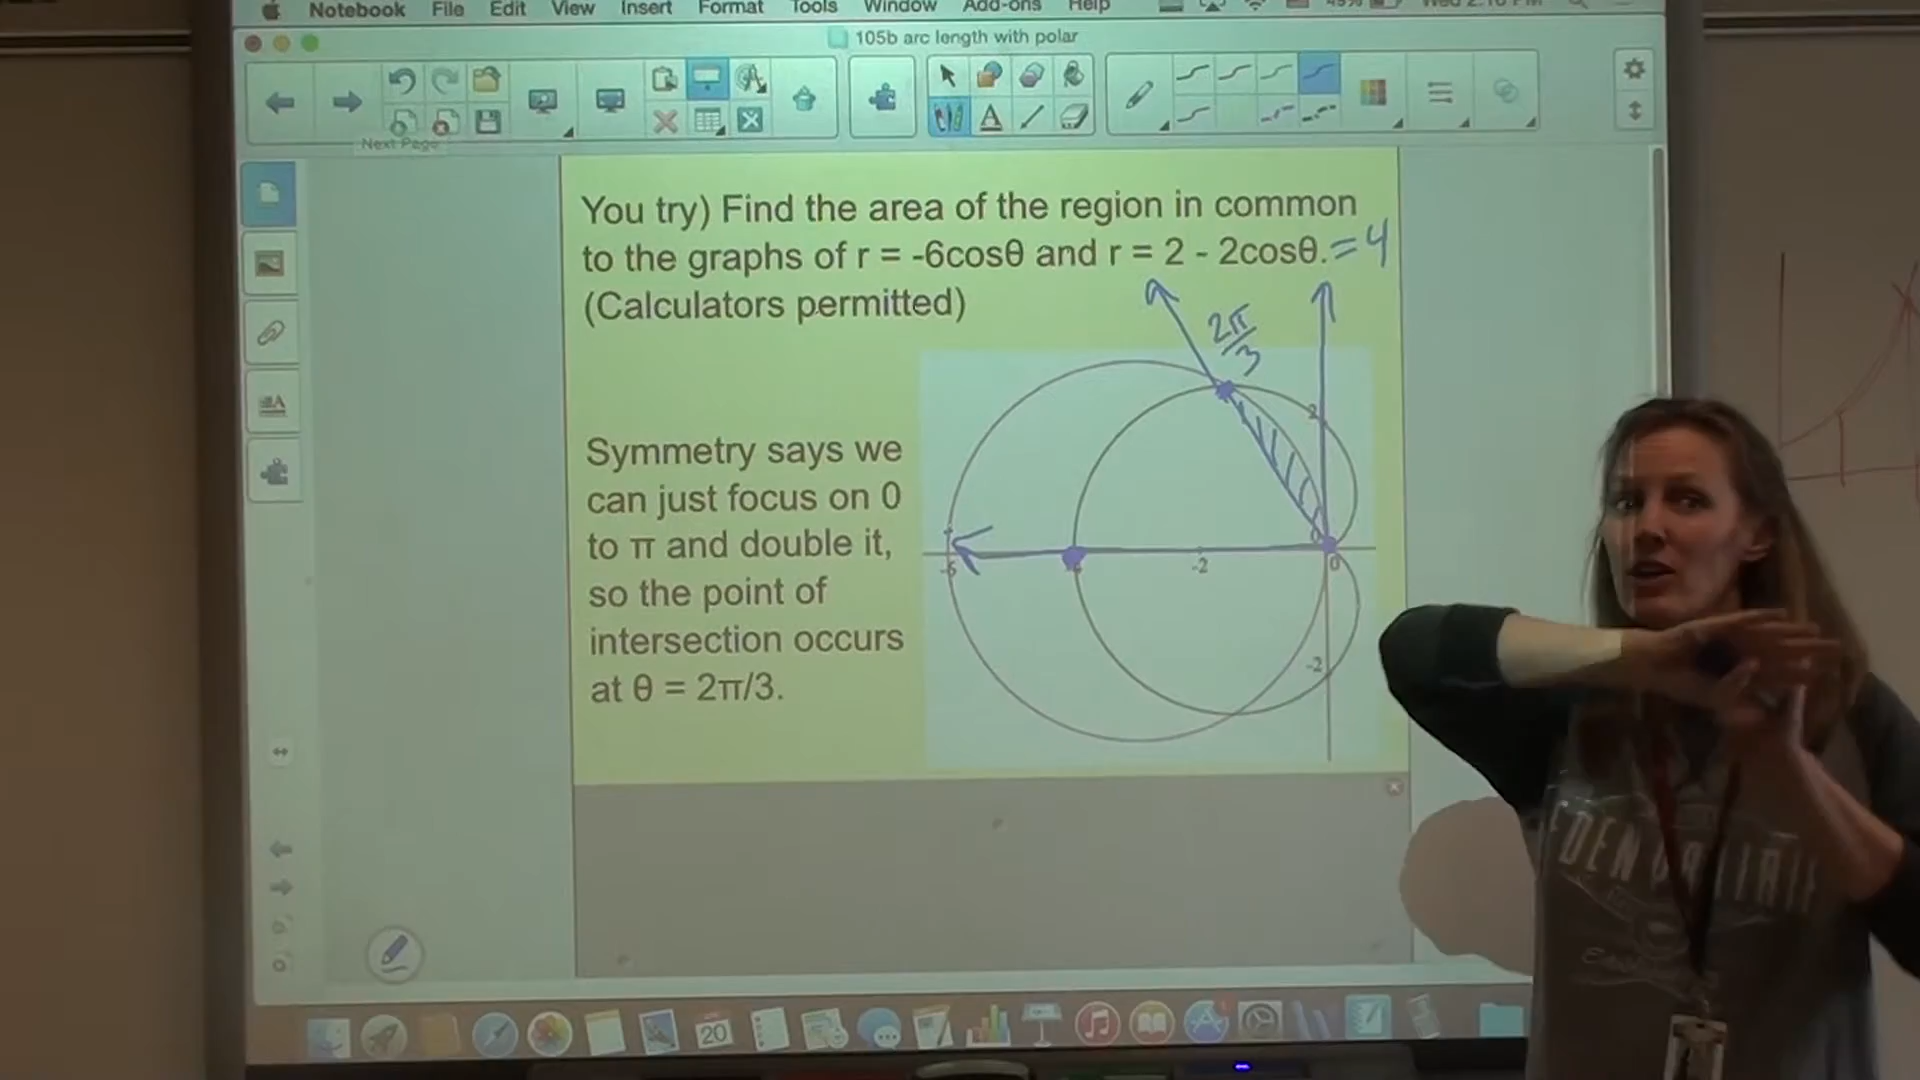 Notebook File Edit View Insert Format Tools Window Add-ons Help
105b arc length with polar
Next Page
You try) Find the area of the region in common
to the graphs of r = -6cosθ and r = 2 - 2cosθ. = 4
(Calculators permitted)
2π
3
2
Symmetry says we
can just focus on 0
to π and double it,
so the point of
intersection occurs
at θ = 2π/3.
-6
-2
0
-2
20